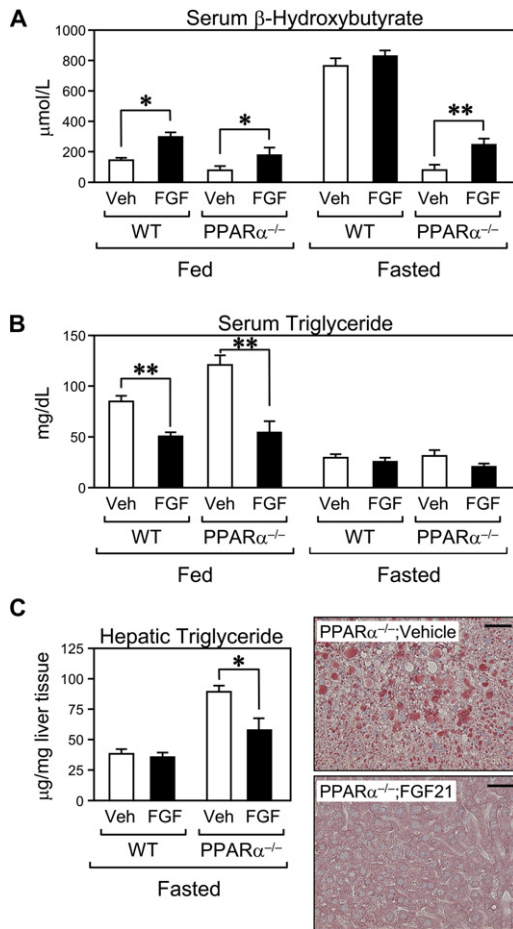 A
Serum β-Hydroxybutyrate
μmol/L
1000
800
600
400
200
0
*
*
**
Veh FGF Veh FGF Veh FGF Veh FGF
WT PPARα−/− WT PPARα−/−
Fed Fasted
B
Serum Triglyceride
mg/dL
150
100
50
0
**
**
Veh FGF Veh FGF Veh FGF Veh FGF
WT PPARα−/− WT PPARα−/−
Fed Fasted
C
Hepatic Triglyceride
μg/mg liver tissue
125
100
75
50
25
0
*
Veh FGF Veh FGF
WT PPARα−/−
Fasted
PPARα−/−;Vehicle
PPARα−/−;FGF21